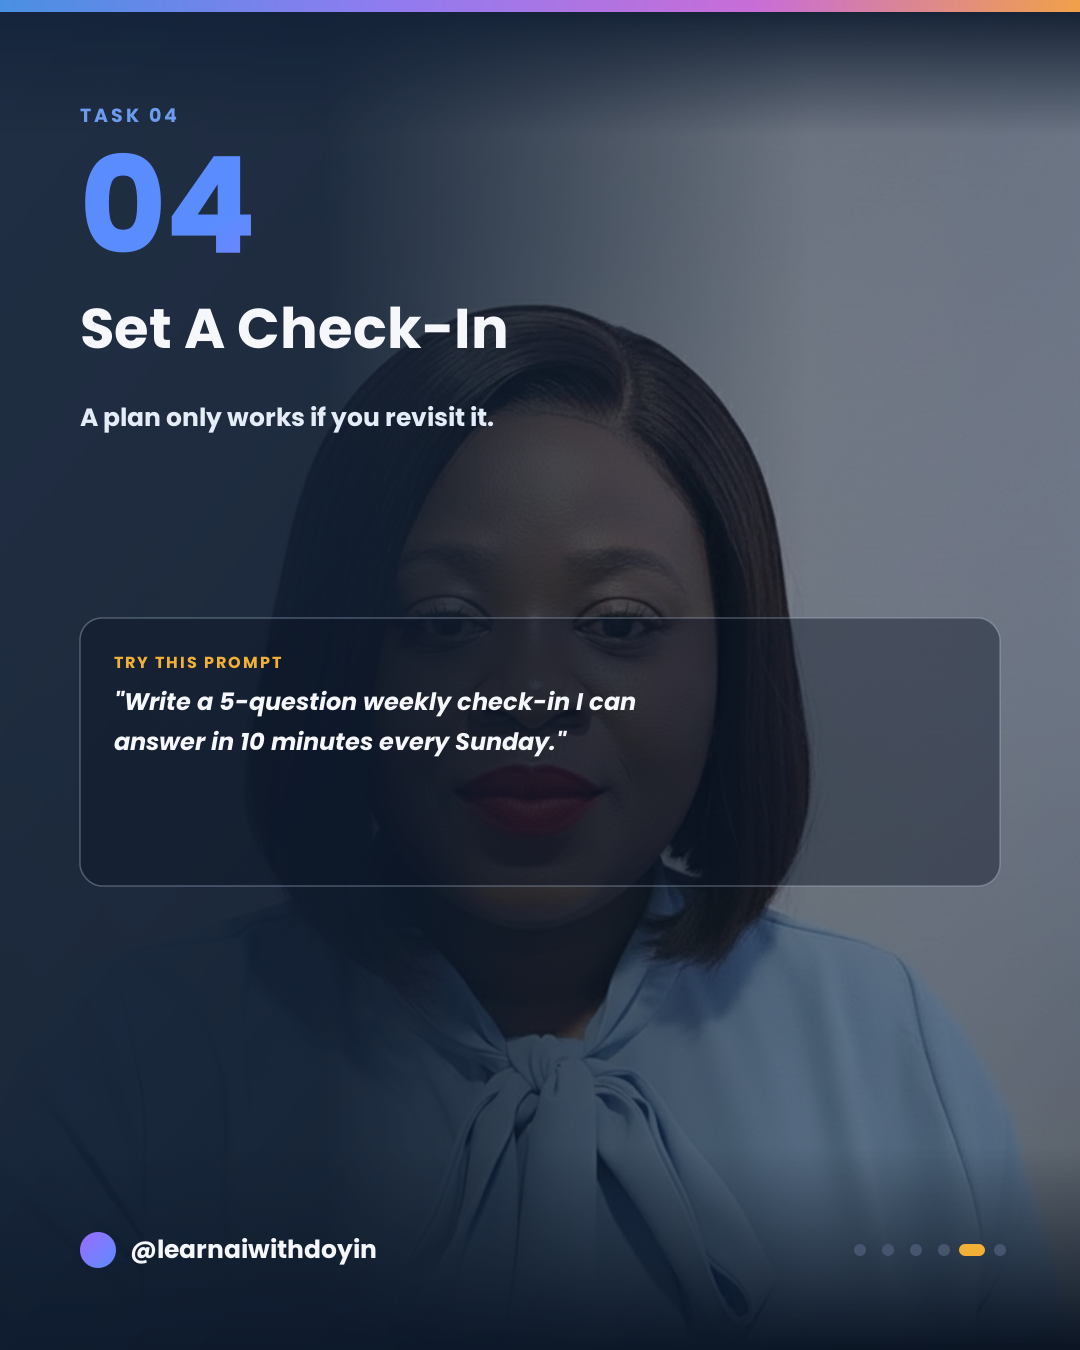 TASK 04
04
Set A Check-In
A plan only works if you revisit it.
TRY THIS PROMPT
"Write a 5-question weekly check-in I can
answer in 10 minutes every Sunday."
@learnaiwithdoyin